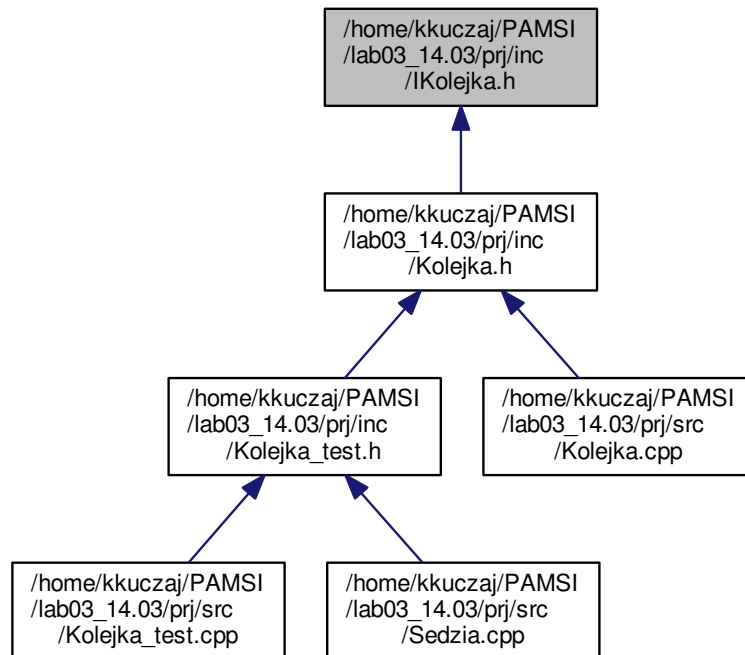 /home/kkuczaj/PAMSI
/lab03_14.03/prj/inc
/IKolejka.h
/home/kkuczaj/PAMSI
/lab03_14.03/prj/inc
/Kolejka.h
/home/kkuczaj/PAMSI
/lab03_14.03/prj/inc
/Kolejka_test.h
/home/kkuczaj/PAMSI
/lab03_14.03/prj/src
/Kolejka.cpp
/home/kkuczaj/PAMSI
/lab03_14.03/prj/src
/Kolejka_test.cpp
/home/kkuczaj/PAMSI
/lab03_14.03/prj/src
/Sedzia.cpp